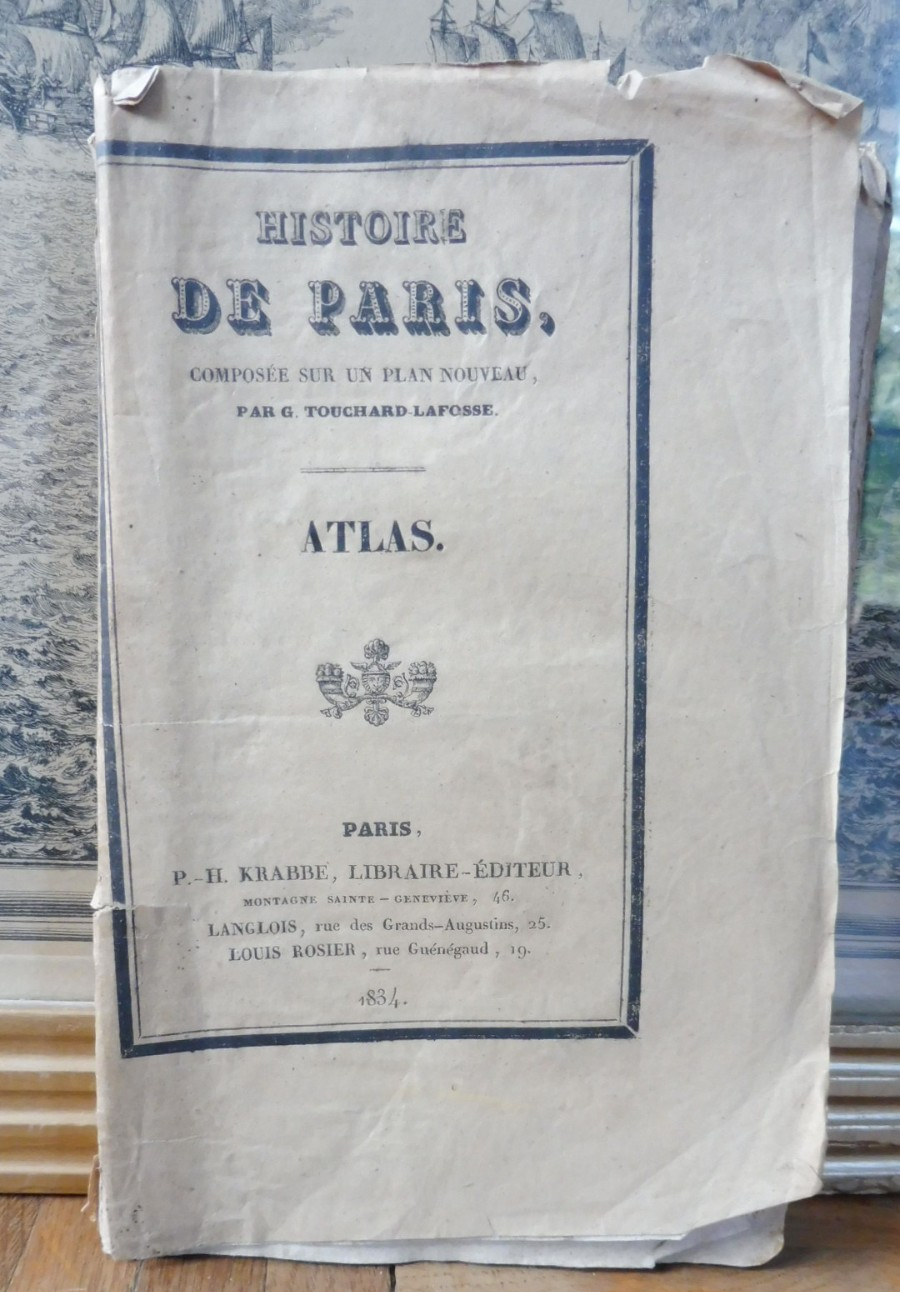 HISTOIRE
DE PARIS,
COMPOSÉE SUR UN PLAN NOUVEAU,
PAR G. TOUCHARD-LAFOSSE.
ATLAS.
PARIS,
P.-H. KRABBE, LIBRAIRE-ÉDITEUR,
MONTAGNE SAINTE-GENEVIÈVE, 46.
LANGLOIS, rue des Grands-Augustins, 25.
LOUIS ROSIER, rue Guénégaud, 19.
1834.